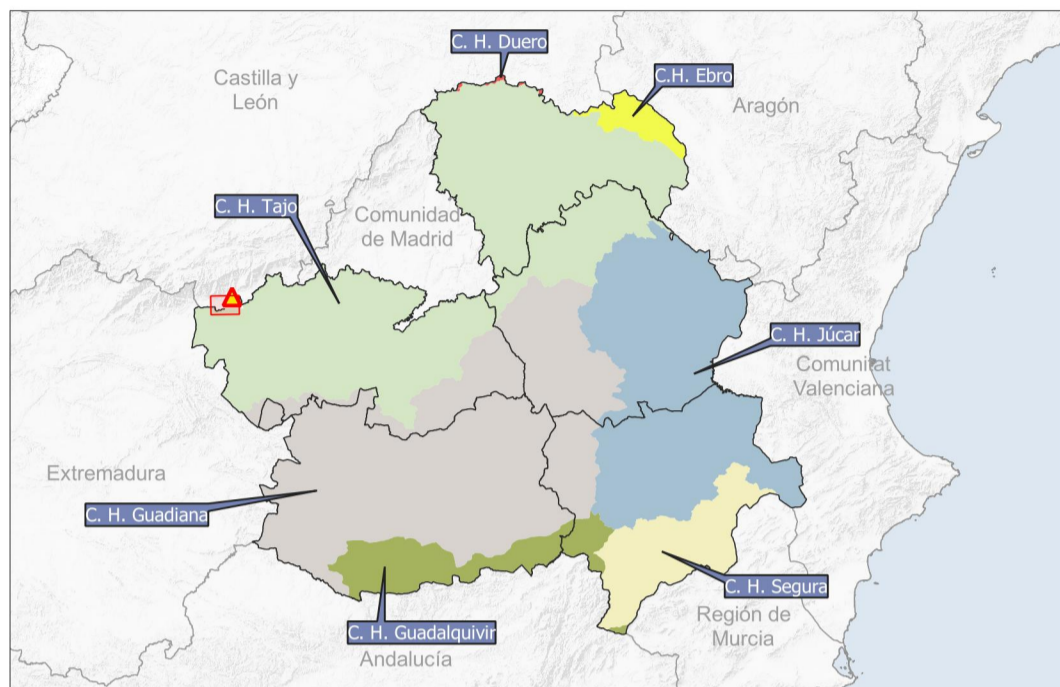 C. H. Duero
Castilla y
León
C.H. Ebro
Aragón
C. H. Tajo
Comunidad
de Madrid
C. H. Júcar
Comunitat
Valenciana
Extremadura
C. H. Guadiana
C. H. Segura
Región de
Murcia
C. H. Guadalquivir
Andalucía